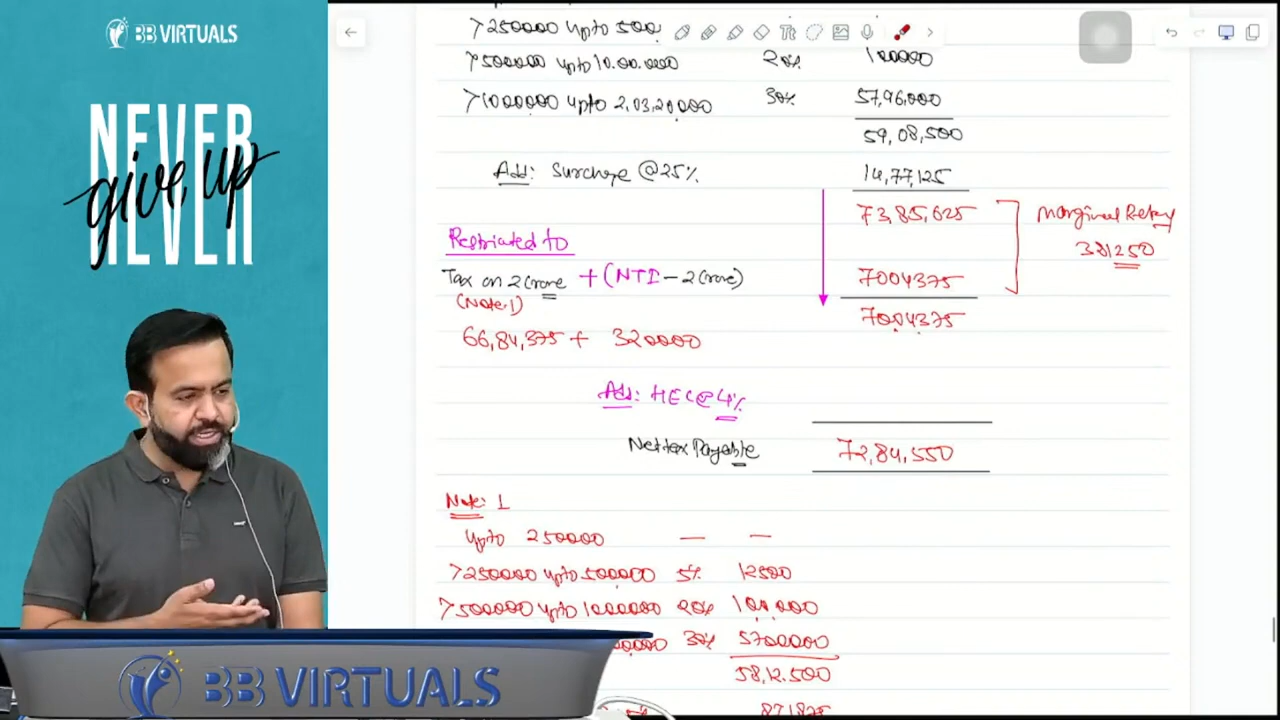 BB VIRTUALS
NEVER
give up
NEVER
>250000 upto 500
>500000 upto 10.00.000 20% 100000
>1000000 upto 2,03,20000 30% 57,96,000
59,08,500
Add: Surcharge @25% 14,77,125
73,85,625
Marginal Relief
381250
Restricted to
Tax on 2 Crore + (NTI - 2 Crore) 7004375
(Note 1)
7004375
66,84,375 + 320000
Add: HEC@4%
Net tax Payable 72,84,550
Note: 1
upto 250000 — —
>250000 upto 500000 5% 12500
>500000 upto 1000000 20% 100000
30% 5700000
58,12,500
871875
BB VIRTUALS